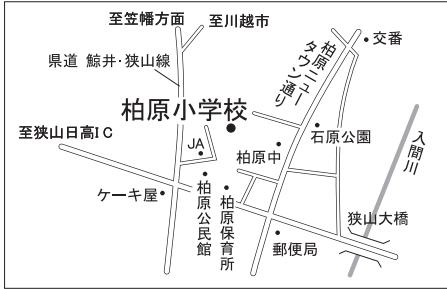 至笠幡方面
至川越市
交番
県道 鯨井・狭山線
柏原ニュー
タウン通り
柏原小学校
至狭山日高IC
JA
柏原中
石原公園
入間川
ケーキ屋
柏原公民館
柏原保育所
狭山大橋
郵便局